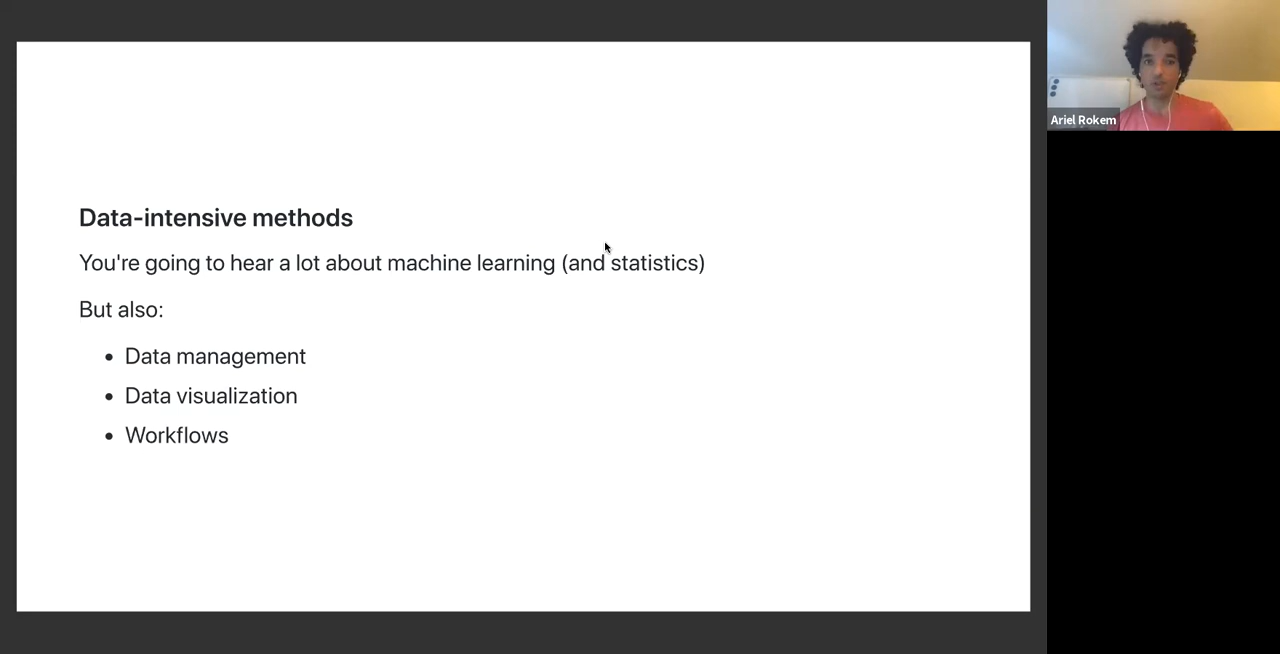 Data-intensive methods
You're going to hear a lot about machine learning (and statistics)
But also:
• Data management
• Data visualization
• Workflows
Ariel Rokem